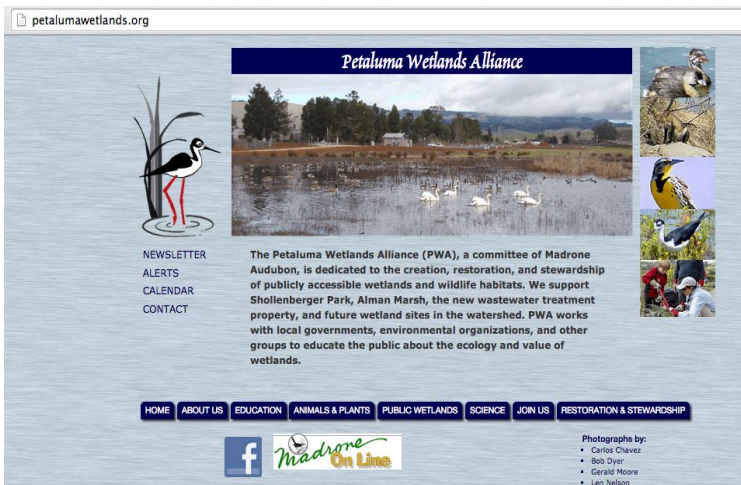 petalumawetlands.org
Petaluma Wetlands Alliance
NEWSLETTER
ALERTS
CALENDAR
CONTACT
The Petaluma Wetlands Alliance (PWA), a committee of Madrone
Audubon, is dedicated to the creation, restoration, and stewardship
of publicly accessible wetlands and wildlife habitats. We support
Shollenberger Park, Alman Marsh, the new wastewater treatment
property, and future wetland sites in the watershed. PWA works
with local governments, environmental organizations, and other
groups to educate the public about the ecology and value of
wetlands.
HOME ABOUT US EDUCATION ANIMALS & PLANTS PUBLIC WETLANDS SCIENCE JOIN US RESTORATION & STEWARDSHIP
f
Madrone
On Line
Photographs by:
Carlos Chavez
Bob Dyer
Gerald Moore
Len Nelson